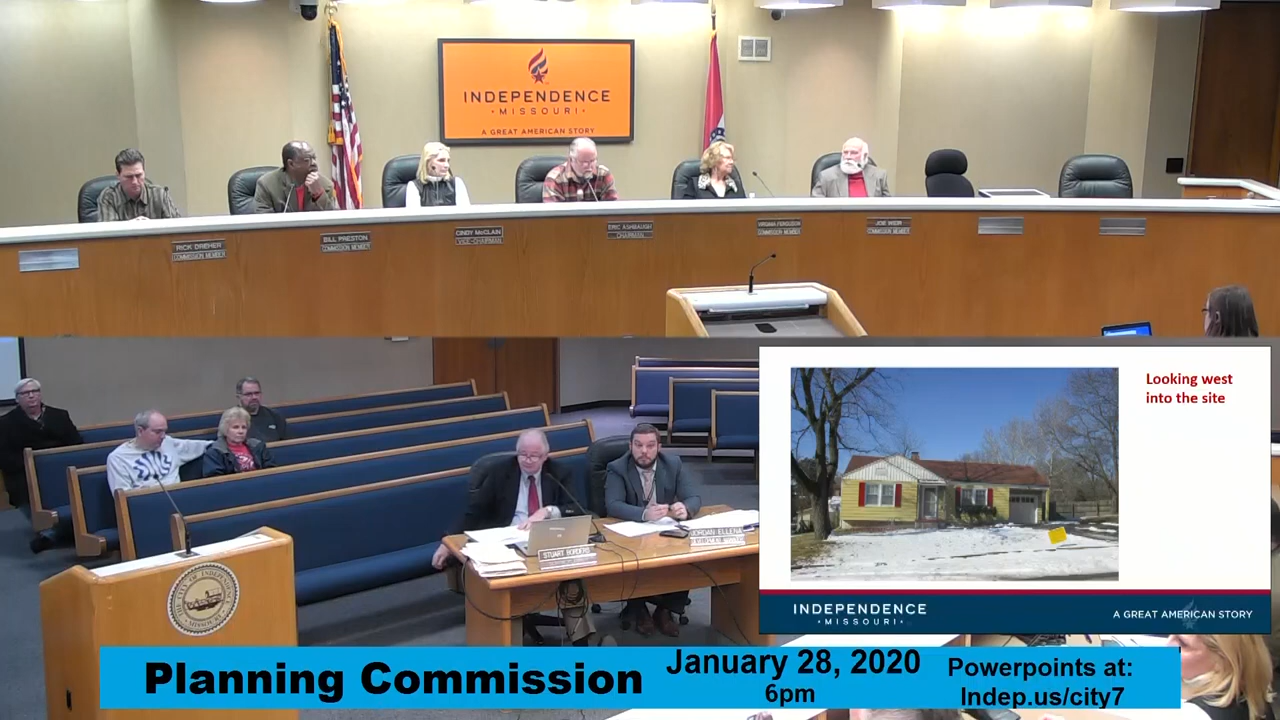 INDEPENDENCE
• MISSOURI •
A GREAT AMERICAN STORY
RICK DREHER
COMMISSION MEMBER
BILL PRESTON
COMMISSION MEMBER
CINDY McCLAIN
VICE-CHAIRMAN
ERIC ASHBAUGH
CHAIRMAN
VIRGINIA FERGUSON
COMMISSION MEMBER
JOE WEIR
COMMISSION MEMBER
Looking west
into the site
STUART BORDERS
JORDAN ELLENA
INDEPENDENCE
• MISSOURI •
A GREAT AMERICAN STORY
Planning Commission
January 28, 2020
6pm
Powerpoints at:
Indep.us/city7